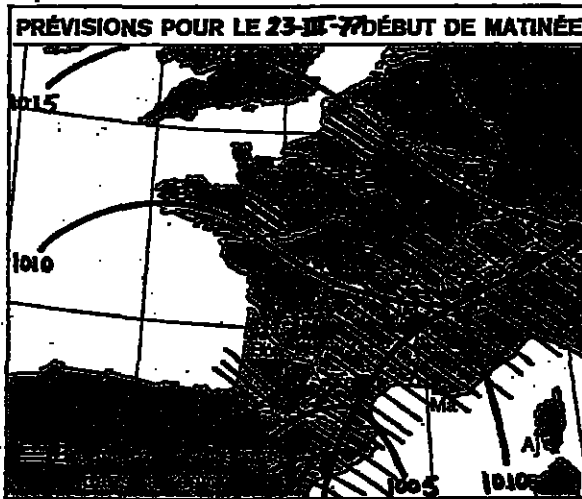 PRÉVISIONS POUR LE 23-III-77 DÉBUT DE MATINÉE
1015
1010
Ma
Aj
1005
1010